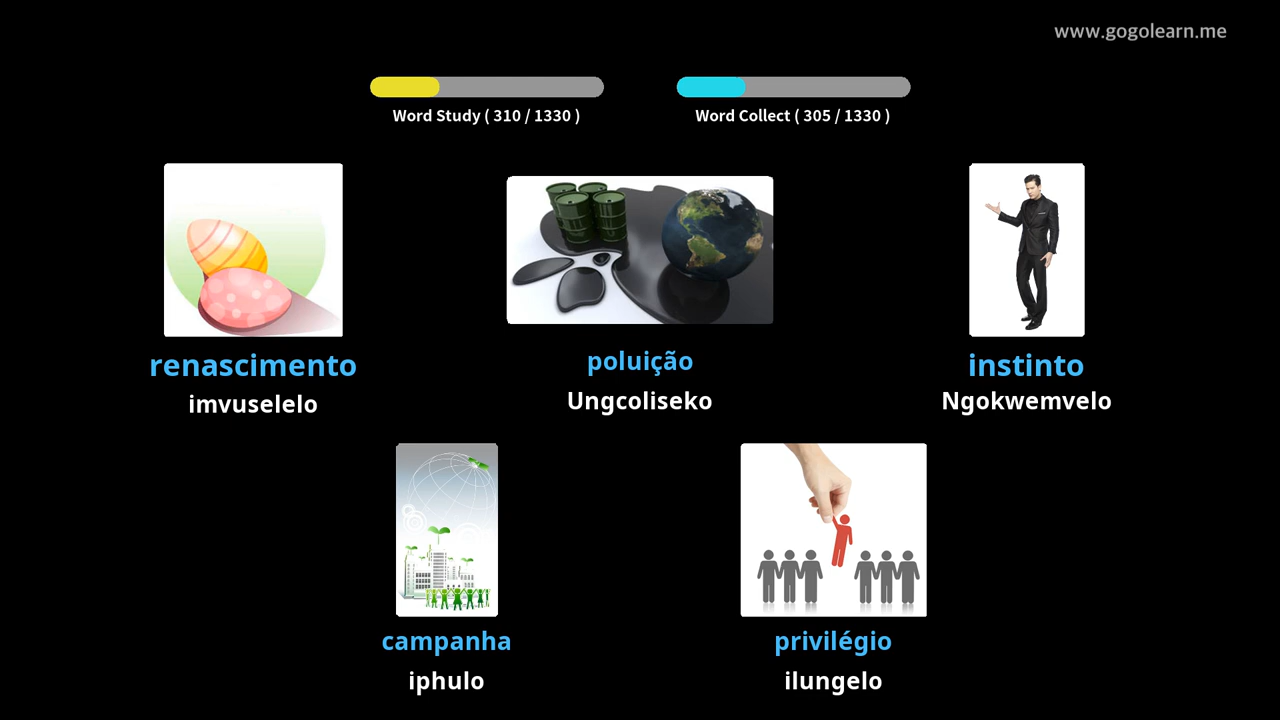 www.gogolearn.me
Word Study ( 310 / 1330 )
Word Collect ( 305 / 1330 )
renascimento
imvuselelo
poluição
Ungcoliseko
instinto
Ngokwemvelo
campanha
iphulo
privilégio
ilungelo